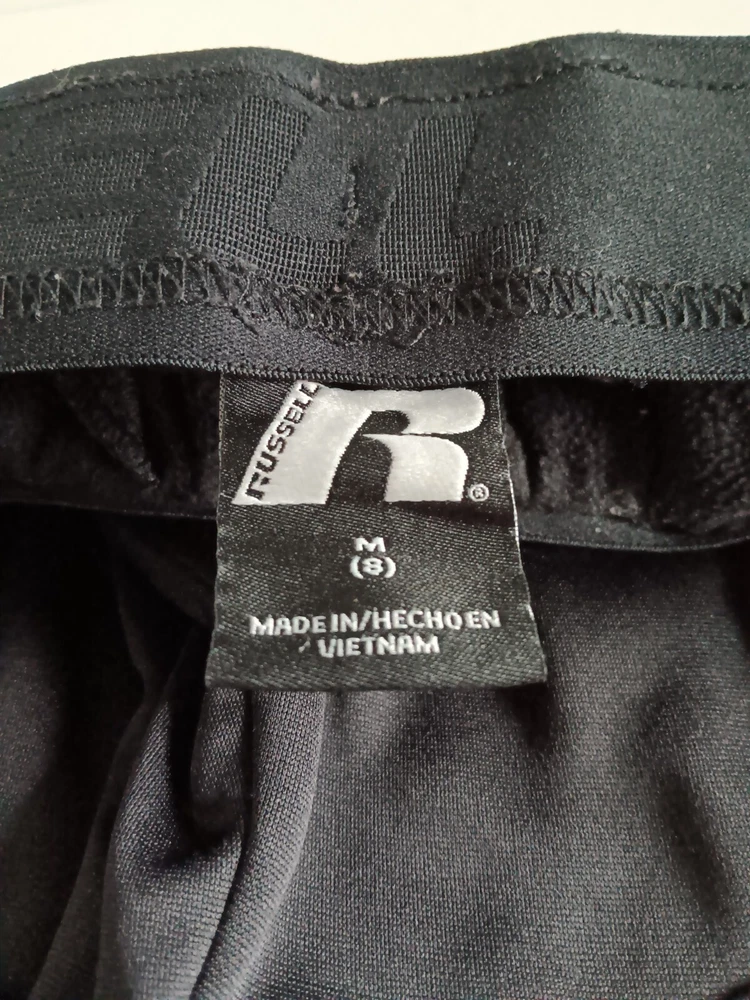 RUSSELL
R®
M
(8)
MADE IN/HECHO EN
VIETNAM